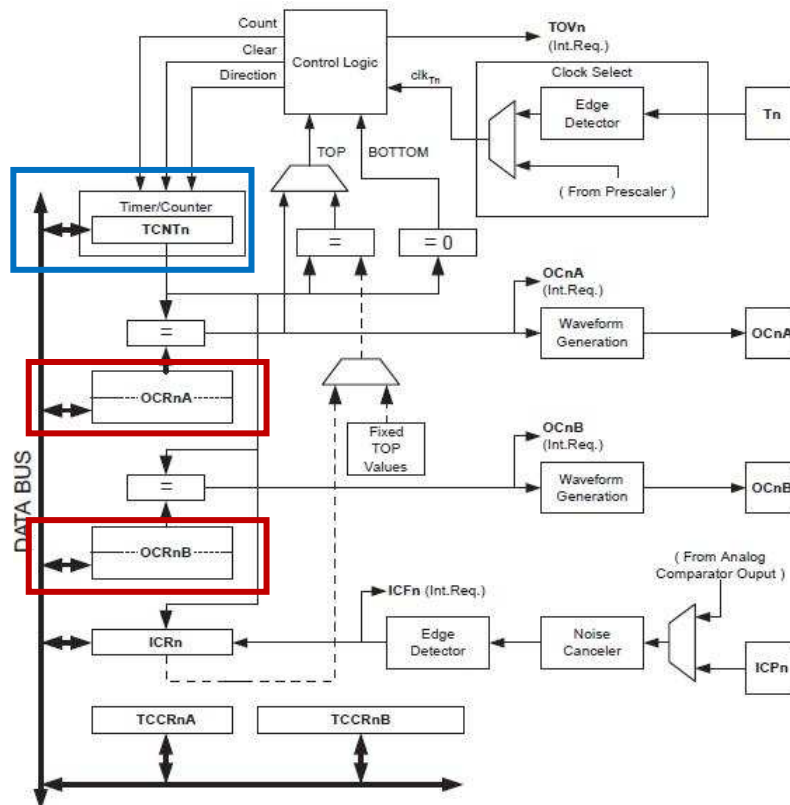 Count
Clear
Direction
Control Logic
TOVn
(Int.Req.)
clkTn
Clock Select
Edge
Detector
Tn
( From Prescaler )
TOP
BOTTOM
Timer/Counter
TCNTn
=
= 0
=
OCnA
(Int.Req.)
Waveform
Generation
OCnA
OCRnA
Fixed
TOP
Values
OCnB
(Int.Req.)
=
Waveform
Generation
OCnB
DATA BUS
OCRnB
( From Analog
Comparator Ouput )
ICFn (Int.Req.)
ICRn
Edge
Detector
Noise
Canceler
ICPn
TCCRnA
TCCRnB